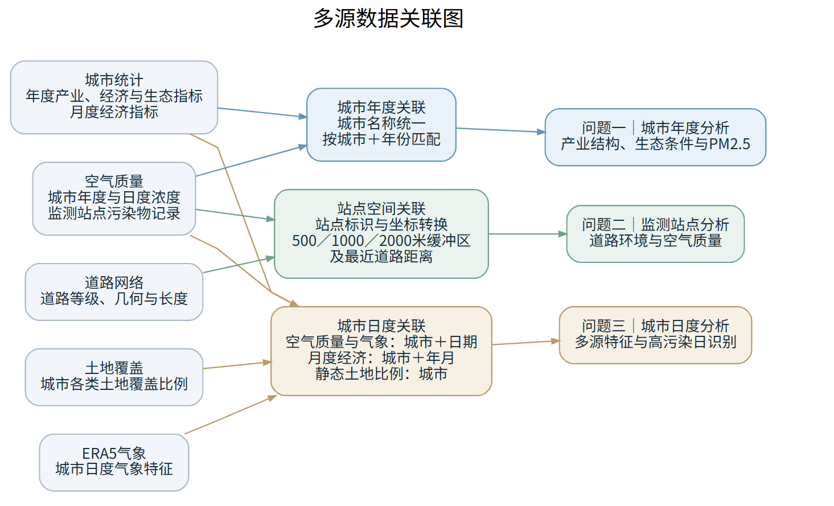 多源数据关联图
城市统计
年度产业、经济与生态指标
月度经济指标
空气质量
城市年度与日度浓度
监测站点污染物记录
道路网络
道路等级、几何与长度
土地覆盖
城市各类土地覆盖比例
ERA5气象
城市日度气象特征
城市年度关联
城市名称统一
按城市＋年份匹配
站点空间关联
站点标识与坐标转换
500／1000／2000米缓冲区
及最近道路距离
城市日度关联
空气质量与气象：城市＋日期
月度经济：城市＋年月
静态土地比例：城市
问题一｜城市年度分析
产业结构、生态条件与PM2.5
问题二｜监测站点分析
道路环境与空气质量
问题三｜城市日度分析
多源特征与高污染日识别